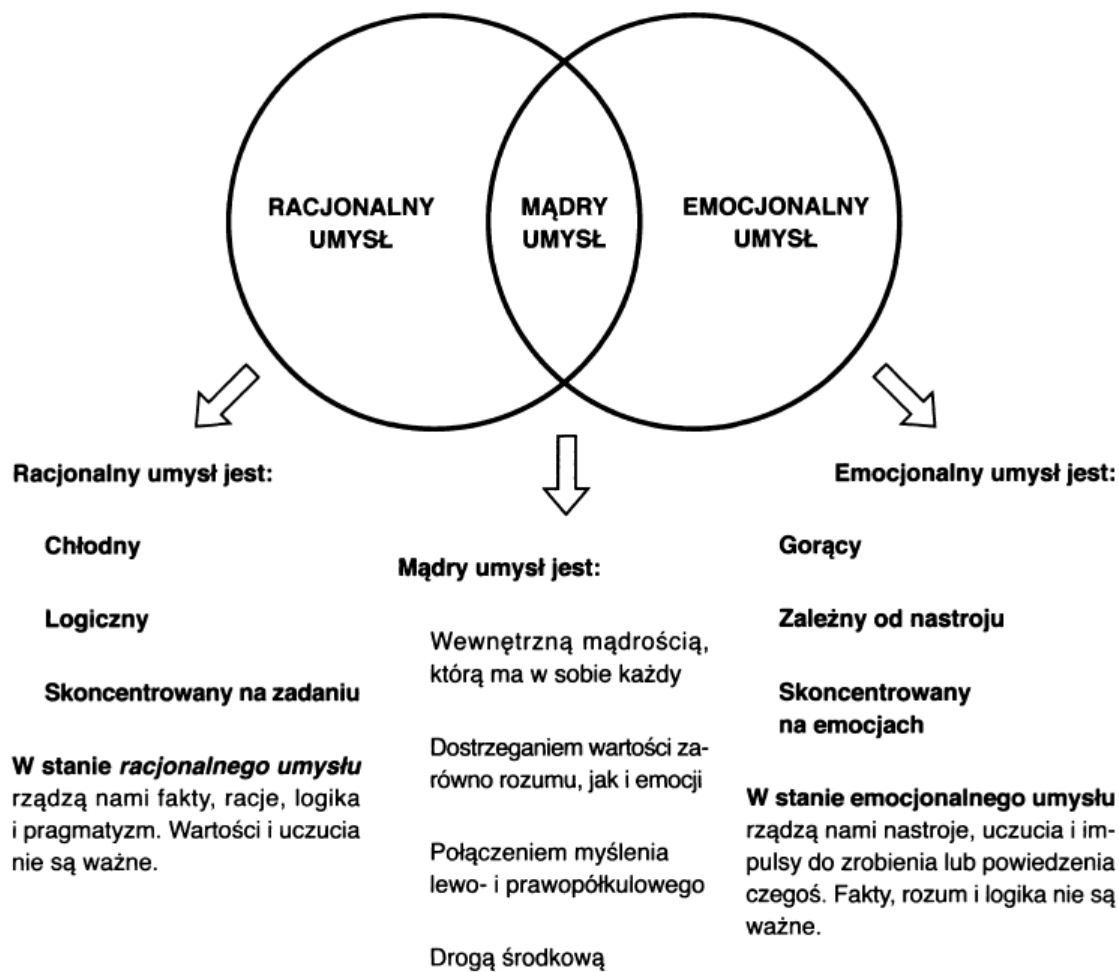 RACJONALNY
UMYSŁ
MĄDRY
UMYSŁ
EMOCJONALNY
UMYSŁ
Racjonalny umysł jest:
Chłodny
Logiczny
Skoncentrowany na zadaniu
W stanie racjonalnego umysłu
rządzą nami fakty, racje, logika
i pragmatyzm. Wartości i uczucia
nie są ważne.
Mądry umysł jest:
Wewnętrzną mądrością,
którą ma w sobie każdy
Dostrzeganiem wartości za-
równo rozumu, jak i emocji
Połączeniem myślenia
lewo- i prawopółkulowego
Drogą środkową
Emocjonalny umysł jest:
Gorący
Zależny od nastroju
Skoncentrowany
na emocjach
W stanie emocjonalnego umysłu
rządzą nami nastroje, uczucia i im-
pulsy do zrobienia lub powiedzenia
czegoś. Fakty, rozum i logika nie są
ważne.